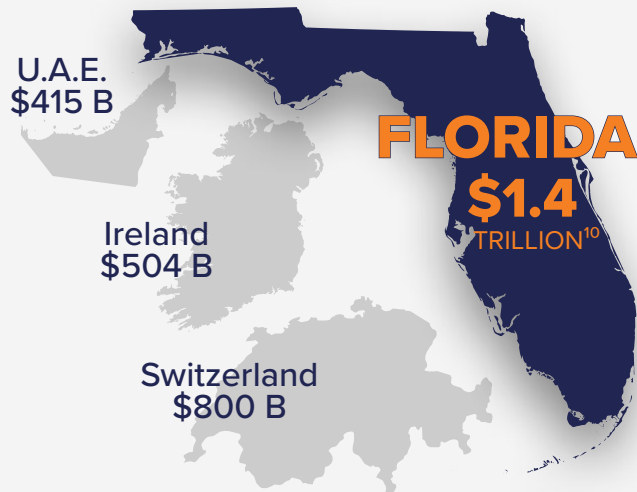 U.A.E.
$415 B
FLORIDA
$1.4
TRILLION¹⁰
Ireland
$504 B
Switzerland
$800 B